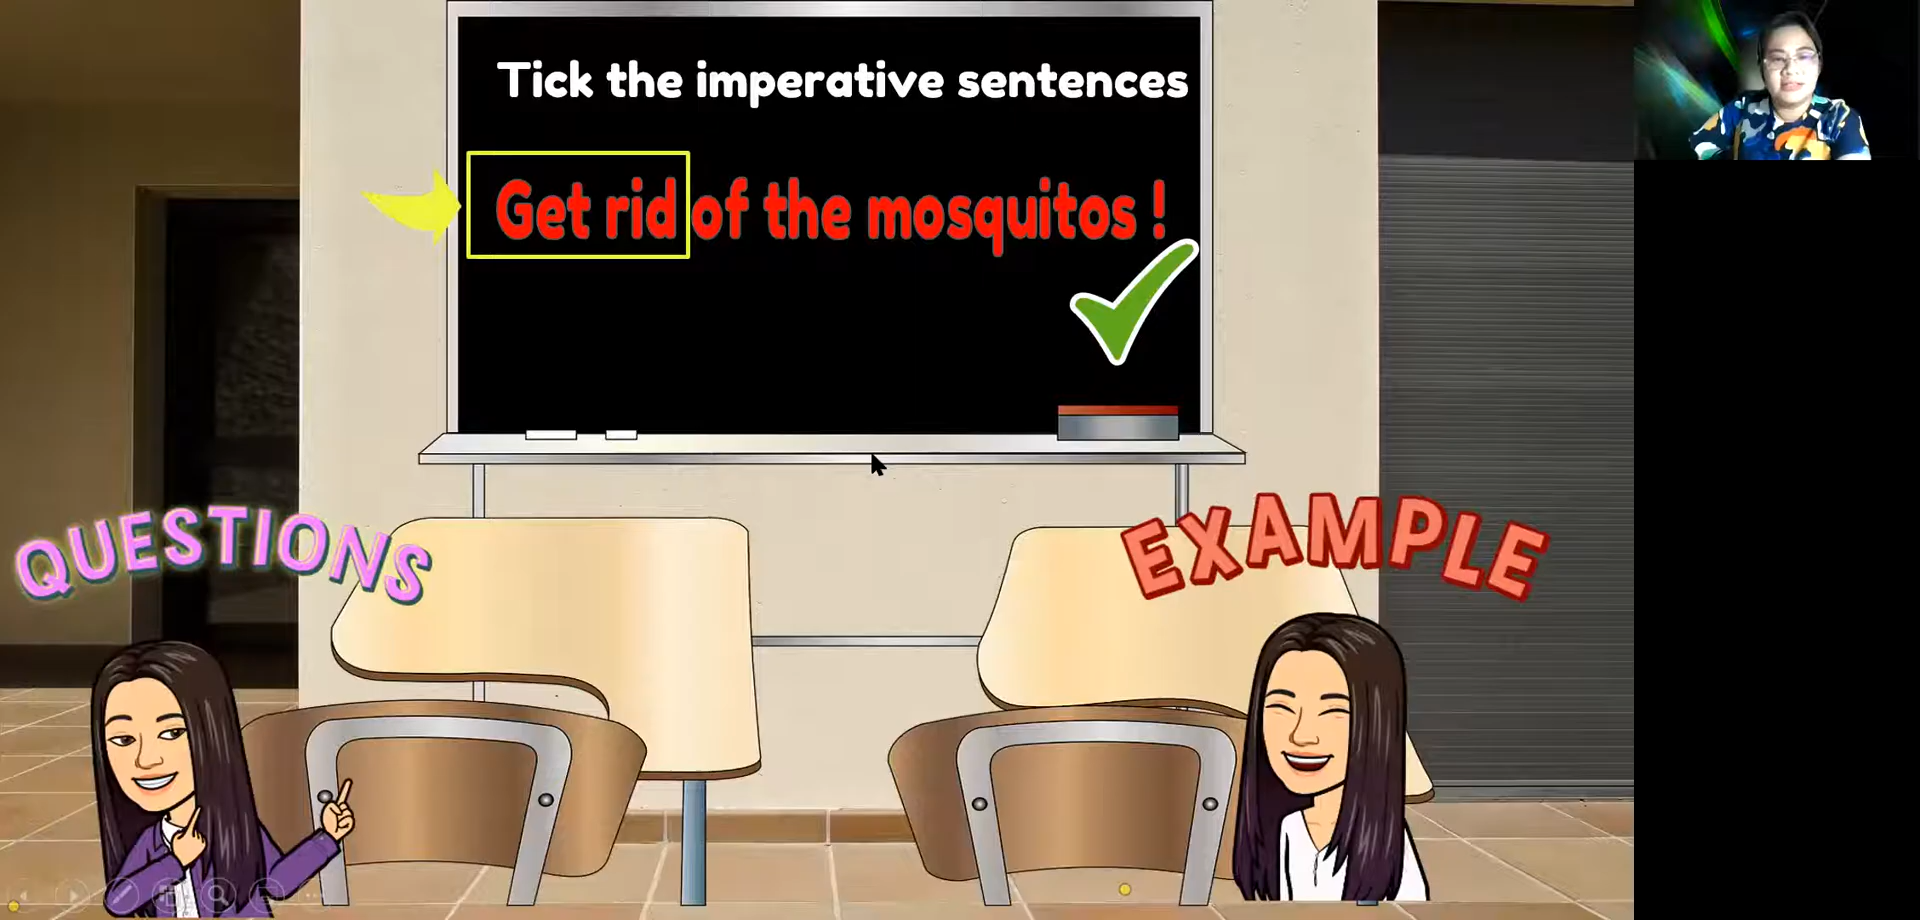 Tick the imperative sentences
Get rid of the mosquitos !
QUESTIONS
EXAMPLE